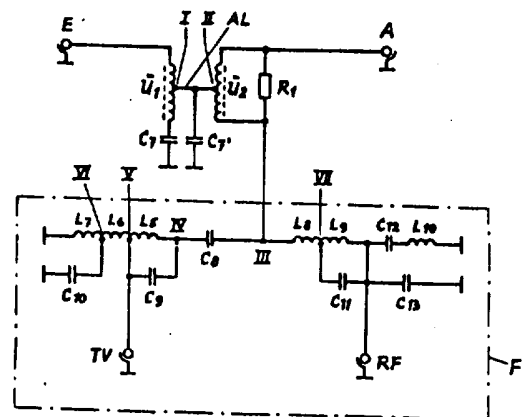 E I II AL A
Ü1 Ü2 R1
C7 C7'
VI V VII
L7 L6 L5 IV L8 L9 C12 L10
C8 III
C10 C9 C11 C13
TV RF F